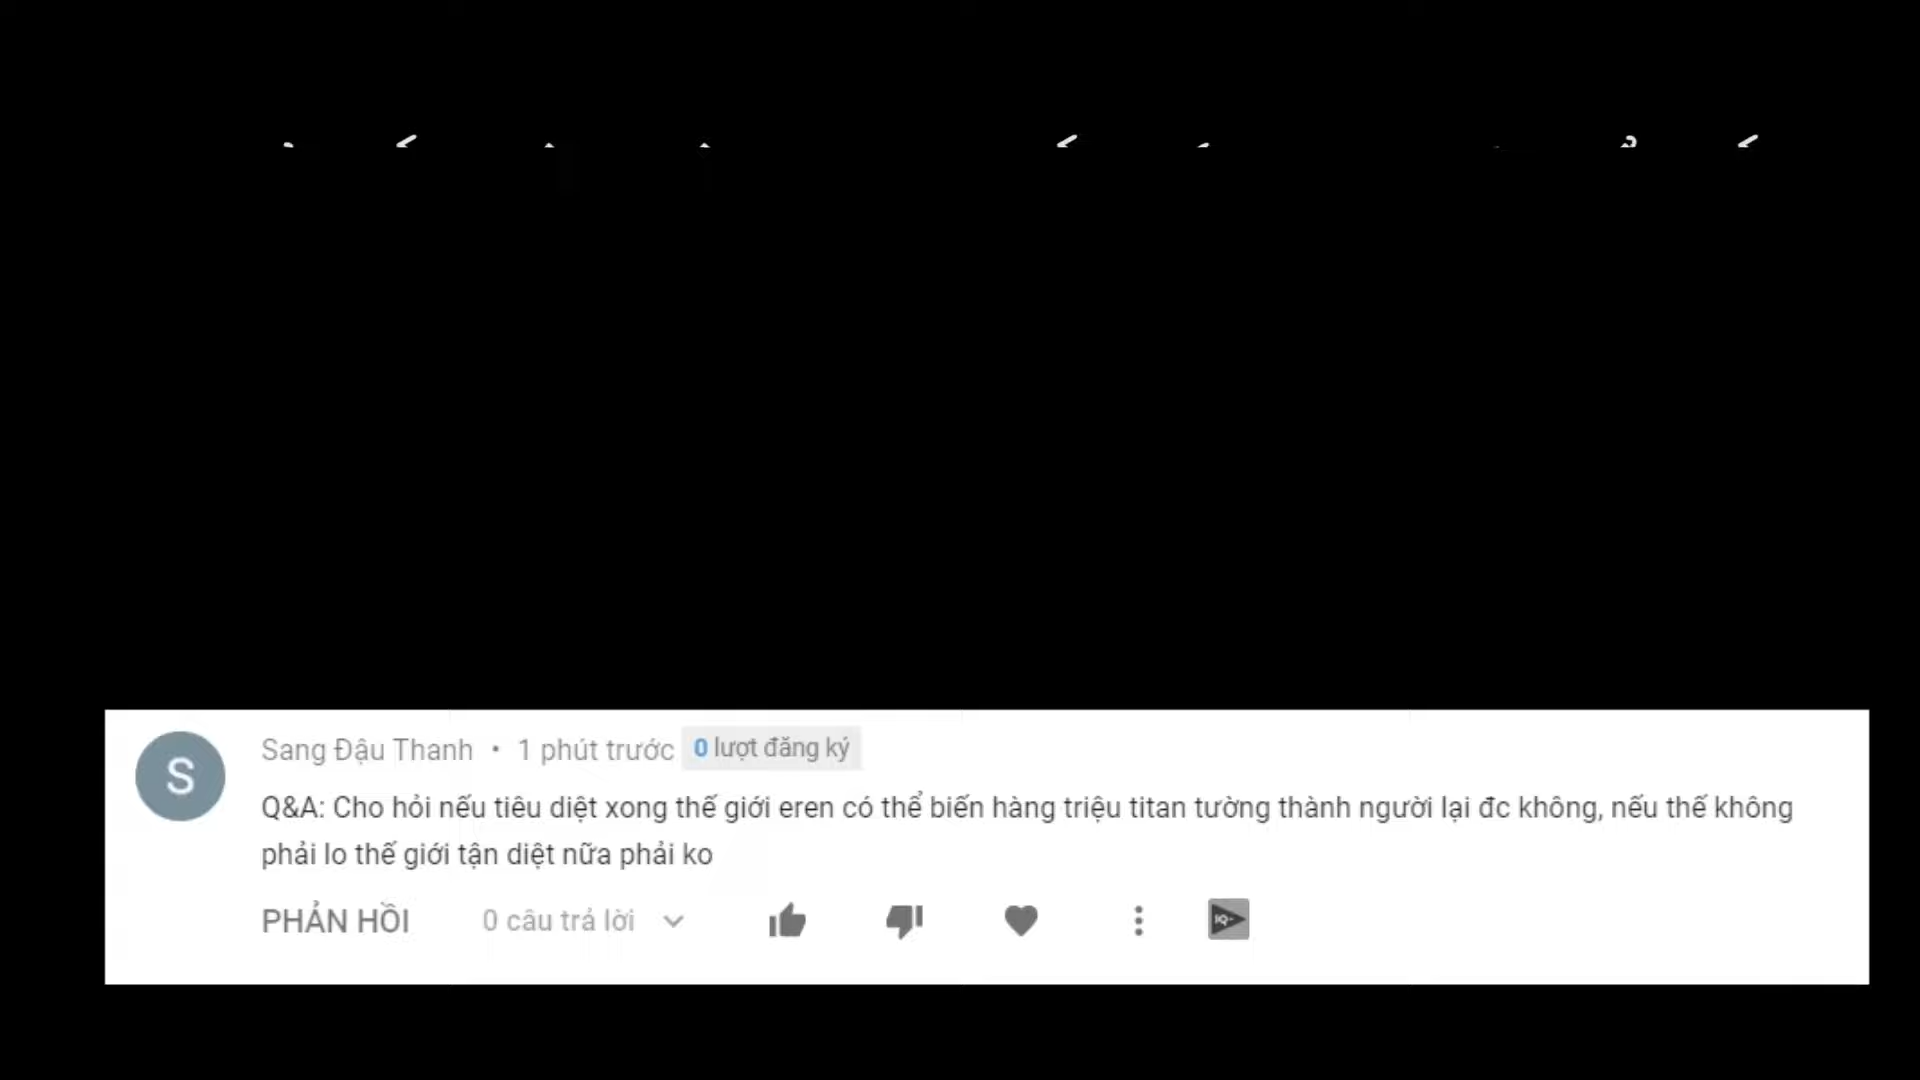 S
Sang Đậu Thanh • 1 phút trước 0 lượt đăng ký
Q&A: Cho hỏi nếu tiêu diệt xong thế giới eren có thể biến hàng triệu titan tường thành người lại đc không, nếu thế không
phải lo thế giới tận diệt nữa phải ko
PHẢN HỒI 0 câu trả lời
IQ